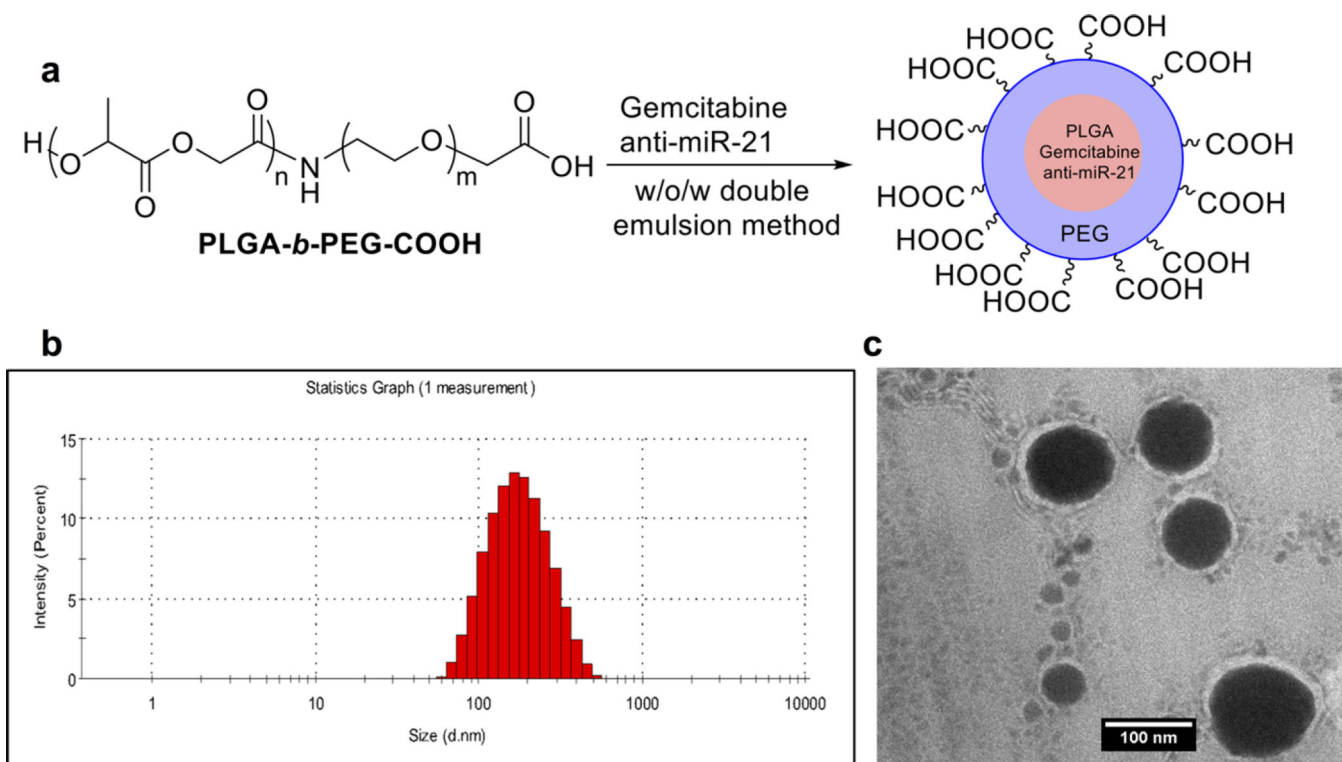 a
H
O
O
O
O
n
N
H
O
m
O
OH
PLGA-b-PEG-COOH
Gemcitabine
anti-miR-21
w/o/w double
emulsion method
COOH
HOOC
COOH
HOOC
COOH
HOOC
HOOC
COOH
HOOC
COOH
HOOC
COOH
HOOC
COOH
HOOC
PLGA
Gemcitabine
anti-miR-21
PEG
b
Statistics Graph (1 measurement)
Intensity (Percent)
15
10
5
0
1
10
100
1000
10000
Size (d.nm)
c
100 nm